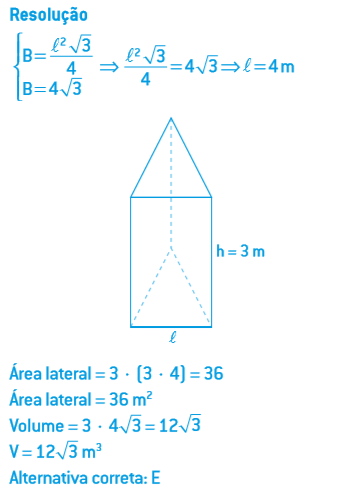 Resolução
{ B = ℓ²√3/4
B = 4√3 ⇒ ℓ²√3/4 = 4√3 ⇒ ℓ = 4 m
h = 3 m
ℓ
Área lateral = 3 · (3 · 4) = 36
Área lateral = 36 m²
Volume = 3 · 4√3 = 12√3
V = 12√3 m³
Alternativa correta: E